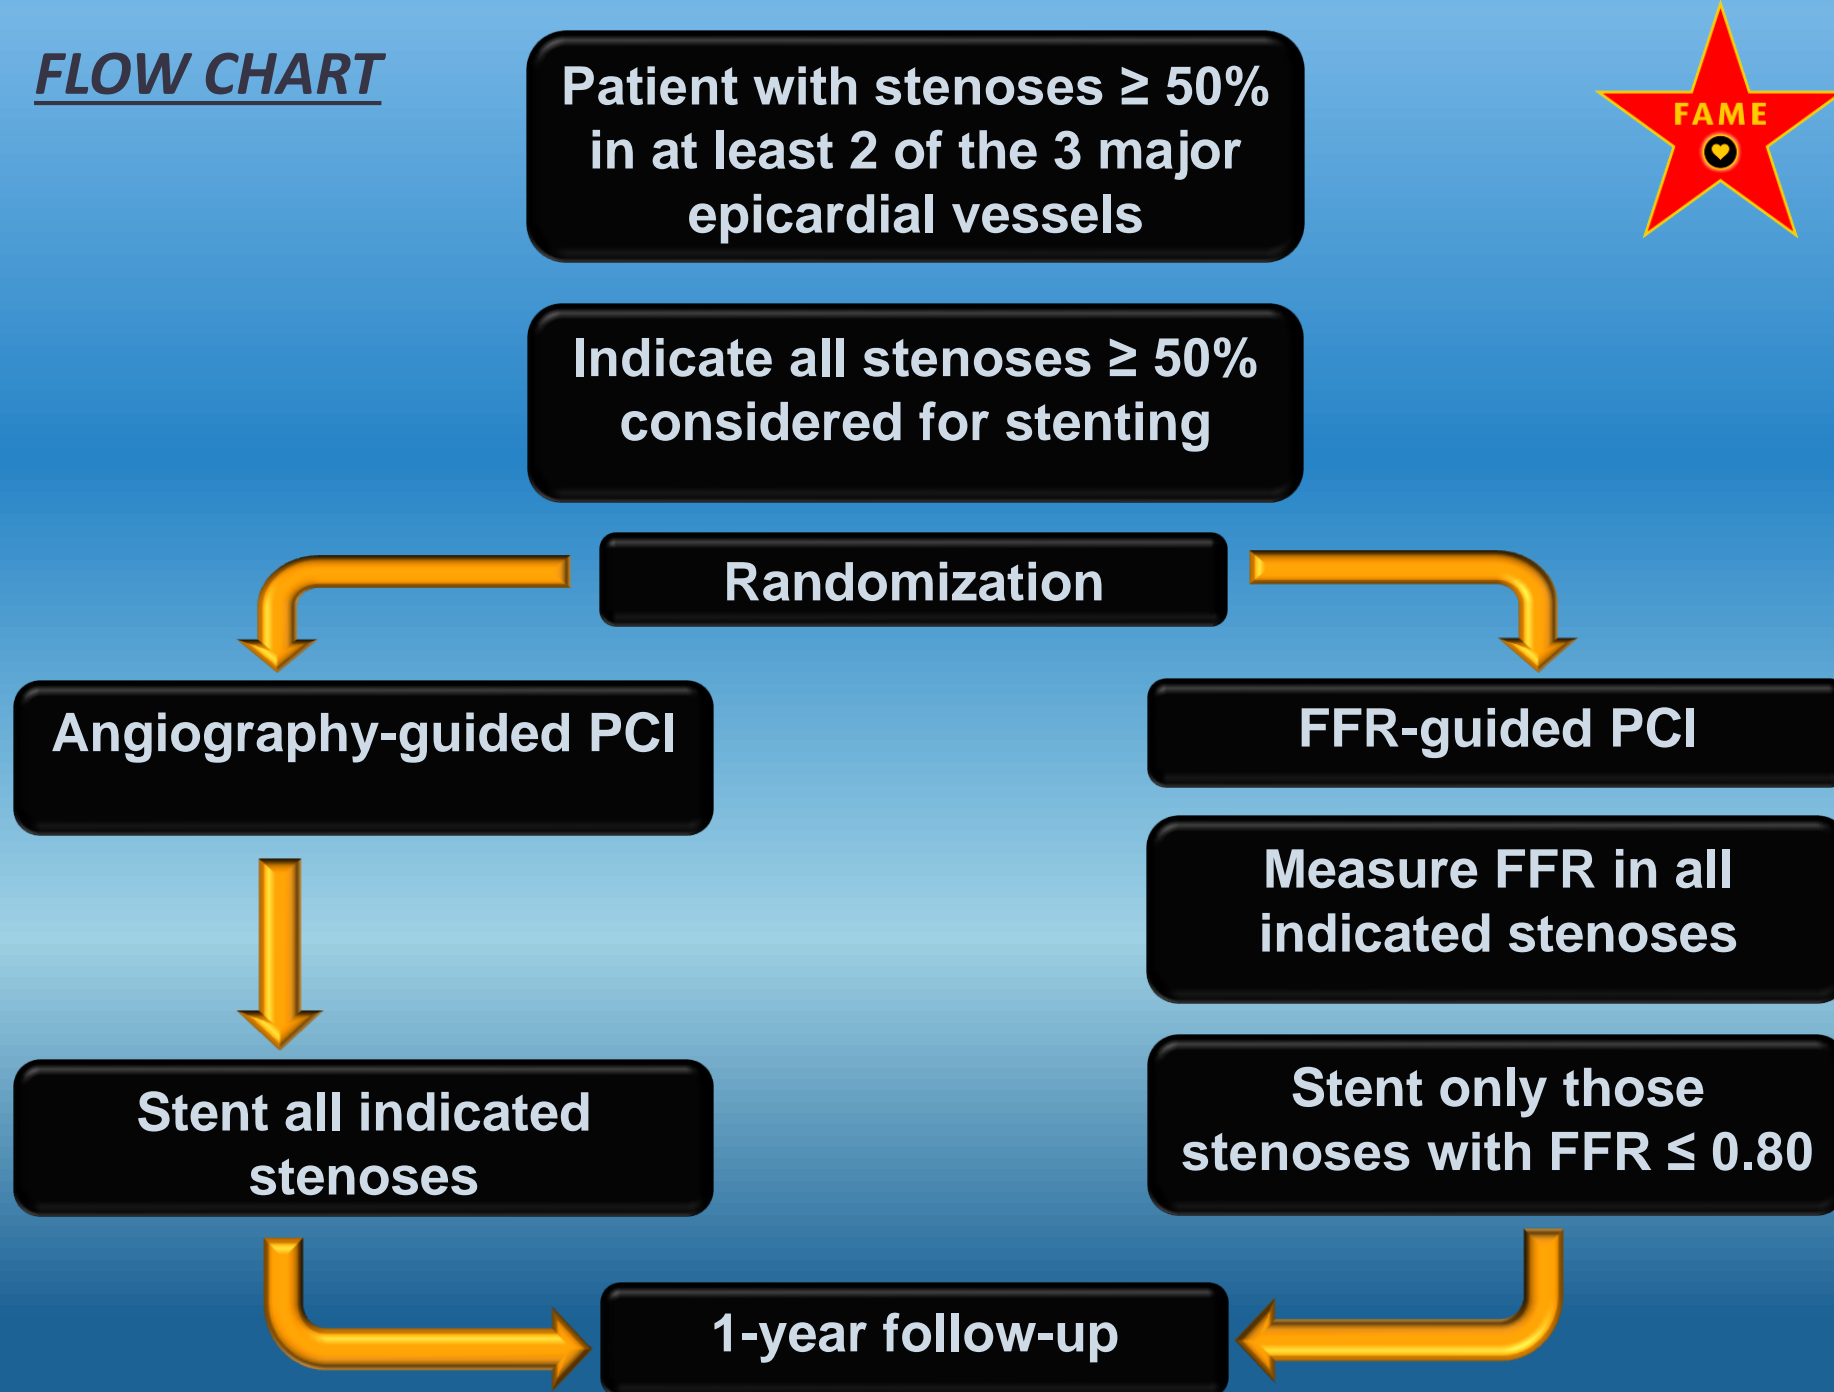 FLOW CHART
Patient with stenoses ≥ 50%
in at least 2 of the 3 major
epicardial vessels
FAME
Indicate all stenoses ≥ 50%
considered for stenting
Randomization
Angiography-guided PCI
FFR-guided PCI
Measure FFR in all
indicated stenoses
Stent all indicated
stenoses
Stent only those
stenoses with FFR ≤ 0.80
1-year follow-up